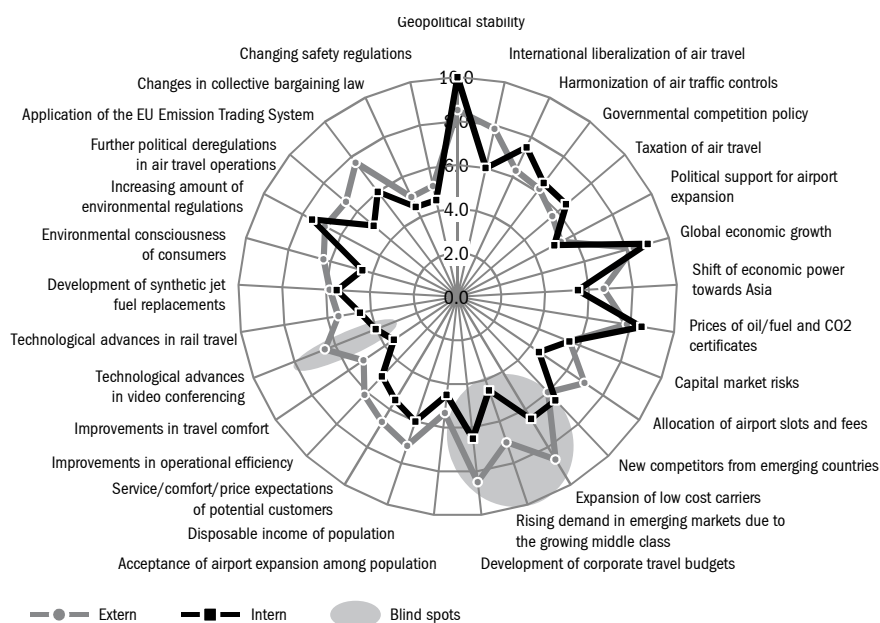 Geopolitical stability
Changing safety regulations
International liberalization of air travel
Changes in collective bargaining law
Harmonization of air traffic controls
Application of the EU Emission Trading System
Governmental competition policy
Further political deregulations
in air travel operations
Taxation of air travel
Increasing amount of
environmental regulations
Political support for airport
expansion
Environmental consciousness
of consumers
Global economic growth
Development of synthetic jet
fuel replacements
Shift of economic power
towards Asia
Technological advances in rail travel
Prices of oil/fuel and CO2
certificates
Technological advances
in video conferencing
Capital market risks
Improvements in travel comfort
Allocation of airport slots and fees
Improvements in operational efficiency
New competitors from emerging countries
Service/comfort/price expectations
of potential customers
Expansion of low cost carriers
Disposable income of population
Rising demand in emerging markets due to
the growing middle class
Acceptance of airport expansion among population
Development of corporate travel budgets
10.0
8.0
6.0
4.0
2.0
0.0
Extern
Intern
Blind spots